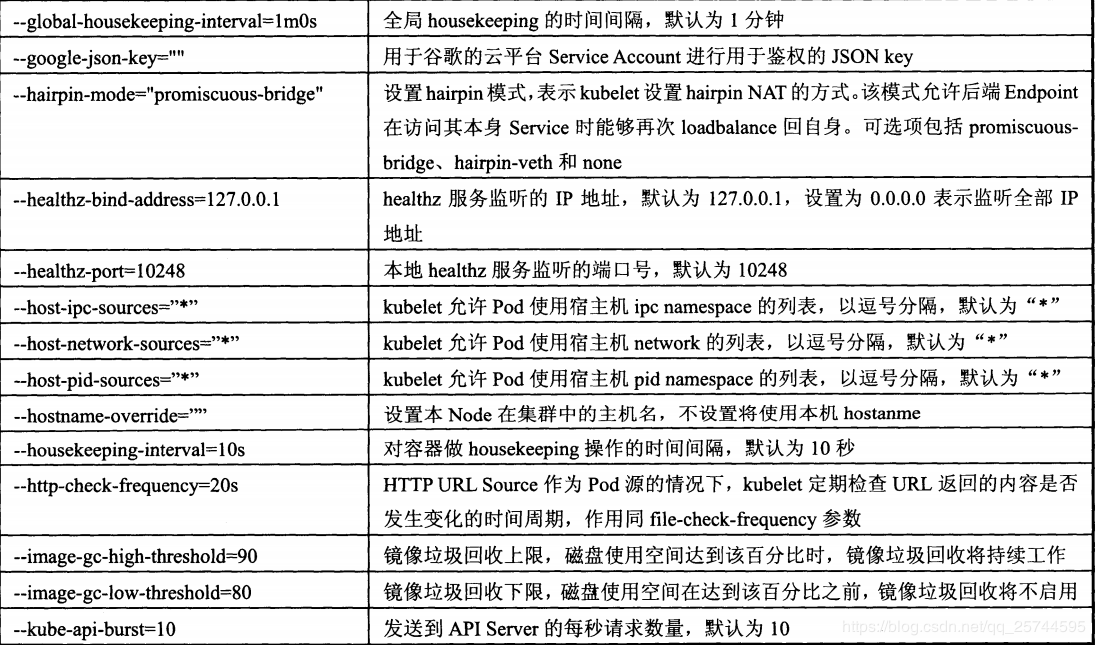 --global-housekeeping-interval=1m0s 全局 housekeeping 的时间间隔，默认为 1 分钟
--google-json-key="" 用于谷歌的云平台 Service Account 进行用于鉴权的 JSON key
--hairpin-mode="promiscuous-bridge" 设置 hairpin 模式，表示 kubelet 设置 hairpin NAT 的方式。该模式允许后端 Endpoint
在访问其本身 Service 时能够再次 loadbalance 回自身。可选项包括 promiscuous-
bridge、hairpin-veth 和 none
--healthz-bind-address=127.0.0.1 healthz 服务监听的 IP 地址，默认为 127.0.0.1，设置为 0.0.0.0 表示监听全部 IP
地址
--healthz-port=10248 本地 healthz 服务监听的端口号，默认为 10248
--host-ipc-sources=”*” kubelet 允许 Pod 使用宿主机 ipc namespace 的列表，以逗号分隔，默认为“*”
--host-network-sources=”*” kubelet 允许 Pod 使用宿主机 network 的列表，以逗号分隔，默认为“*”
--host-pid-sources=”*” kubelet 允许 Pod 使用宿主机 pid namespace 的列表，以逗号分隔，默认为“*”
--hostname-override=”” 设置本 Node 在集群中的主机名，不设置将使用本机 hostanme
--housekeeping-interval=10s 对容器做 housekeeping 操作的时间间隔，默认为 10 秒
--http-check-frequency=20s HTTP URL Source 作为 Pod 源的情况下，kubelet 定期检查 URL 返回的内容是否
发生变化的时间周期，作用同 file-check-frequency 参数
--image-gc-high-threshold=90 镜像垃圾回收上限，磁盘使用空间达到该百分比时，镜像垃圾回收将持续工作
--image-gc-low-threshold=80 镜像垃圾回收下限，磁盘使用空间在达到该百分比之前，镜像垃圾回收将不启用
--kube-api-burst=10 发送到 API Server 的每秒请求数量，默认为 10
https://blog.csdn.net/qq_25744595